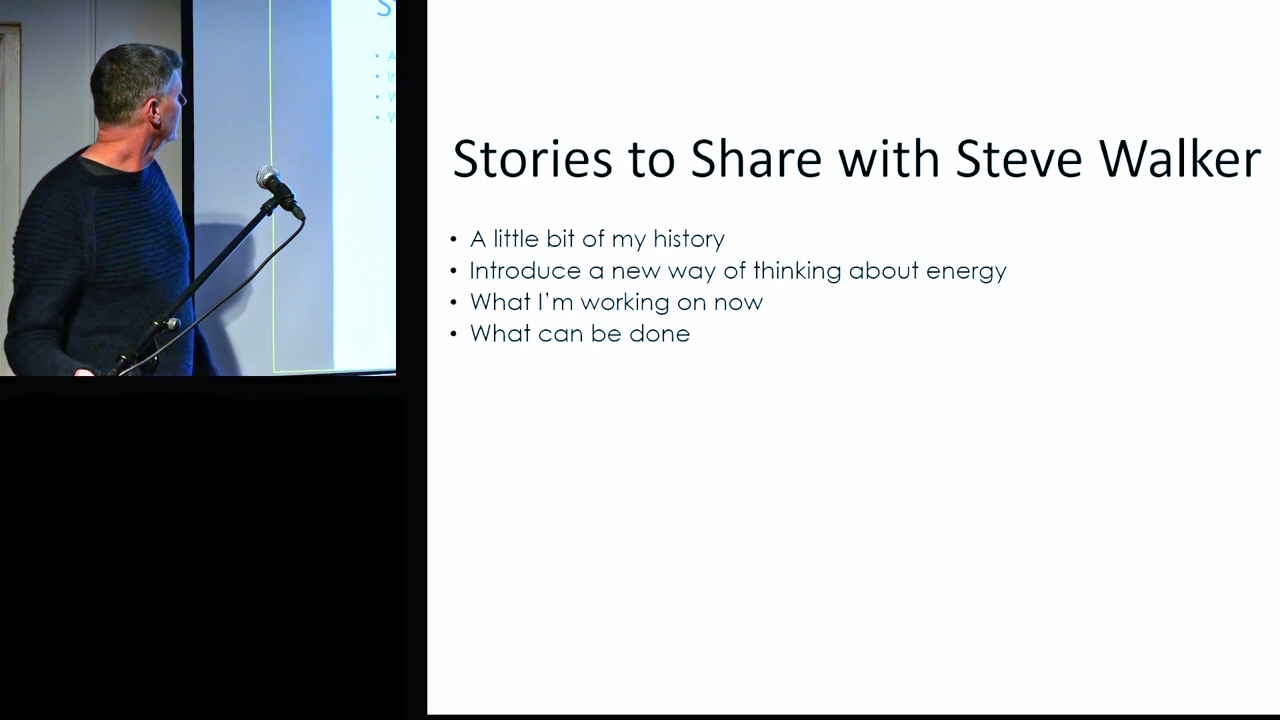 Stories to Share with Steve Walker
• A little bit of my history
• Introduce a new way of thinking about energy
• What I'm working on now
• What can be done